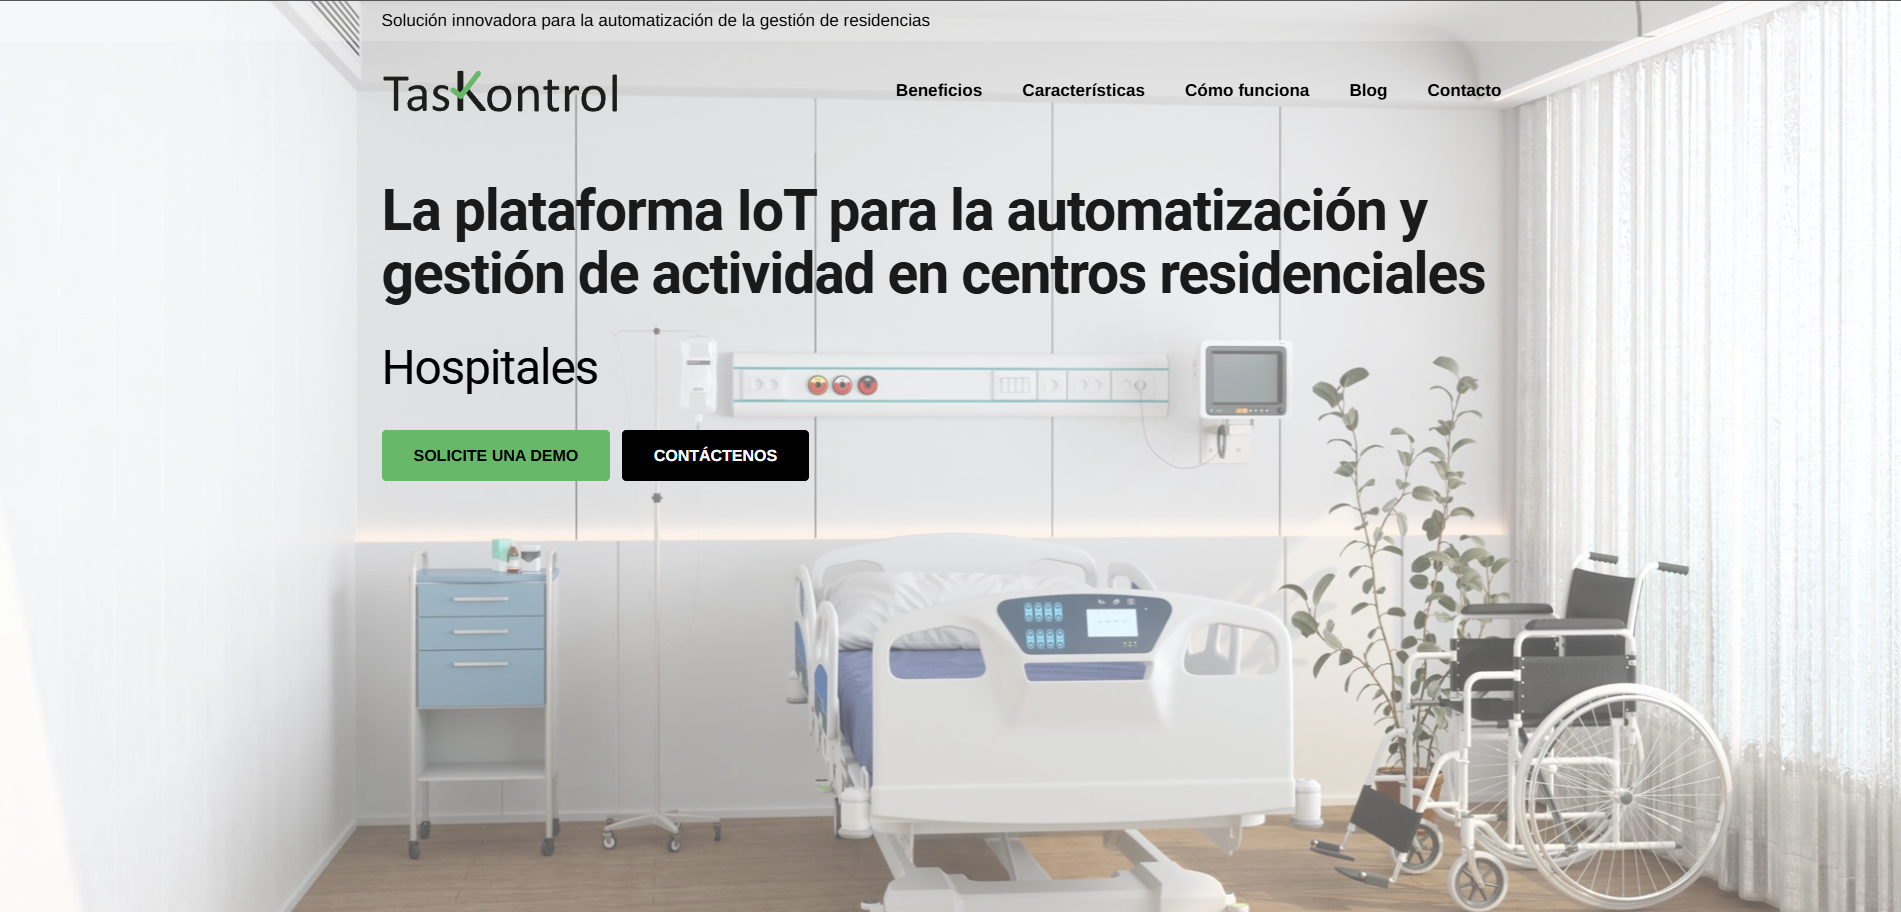 Solución innovadora para la automatización de la gestión de residencias
TasKontrol
Beneficios Características Cómo funciona Blog Contacto
La plataforma IoT para la automatización y
gestión de actividad en centros residenciales
Hospitales
SOLICITE UNA DEMO CONTÁCTENOS